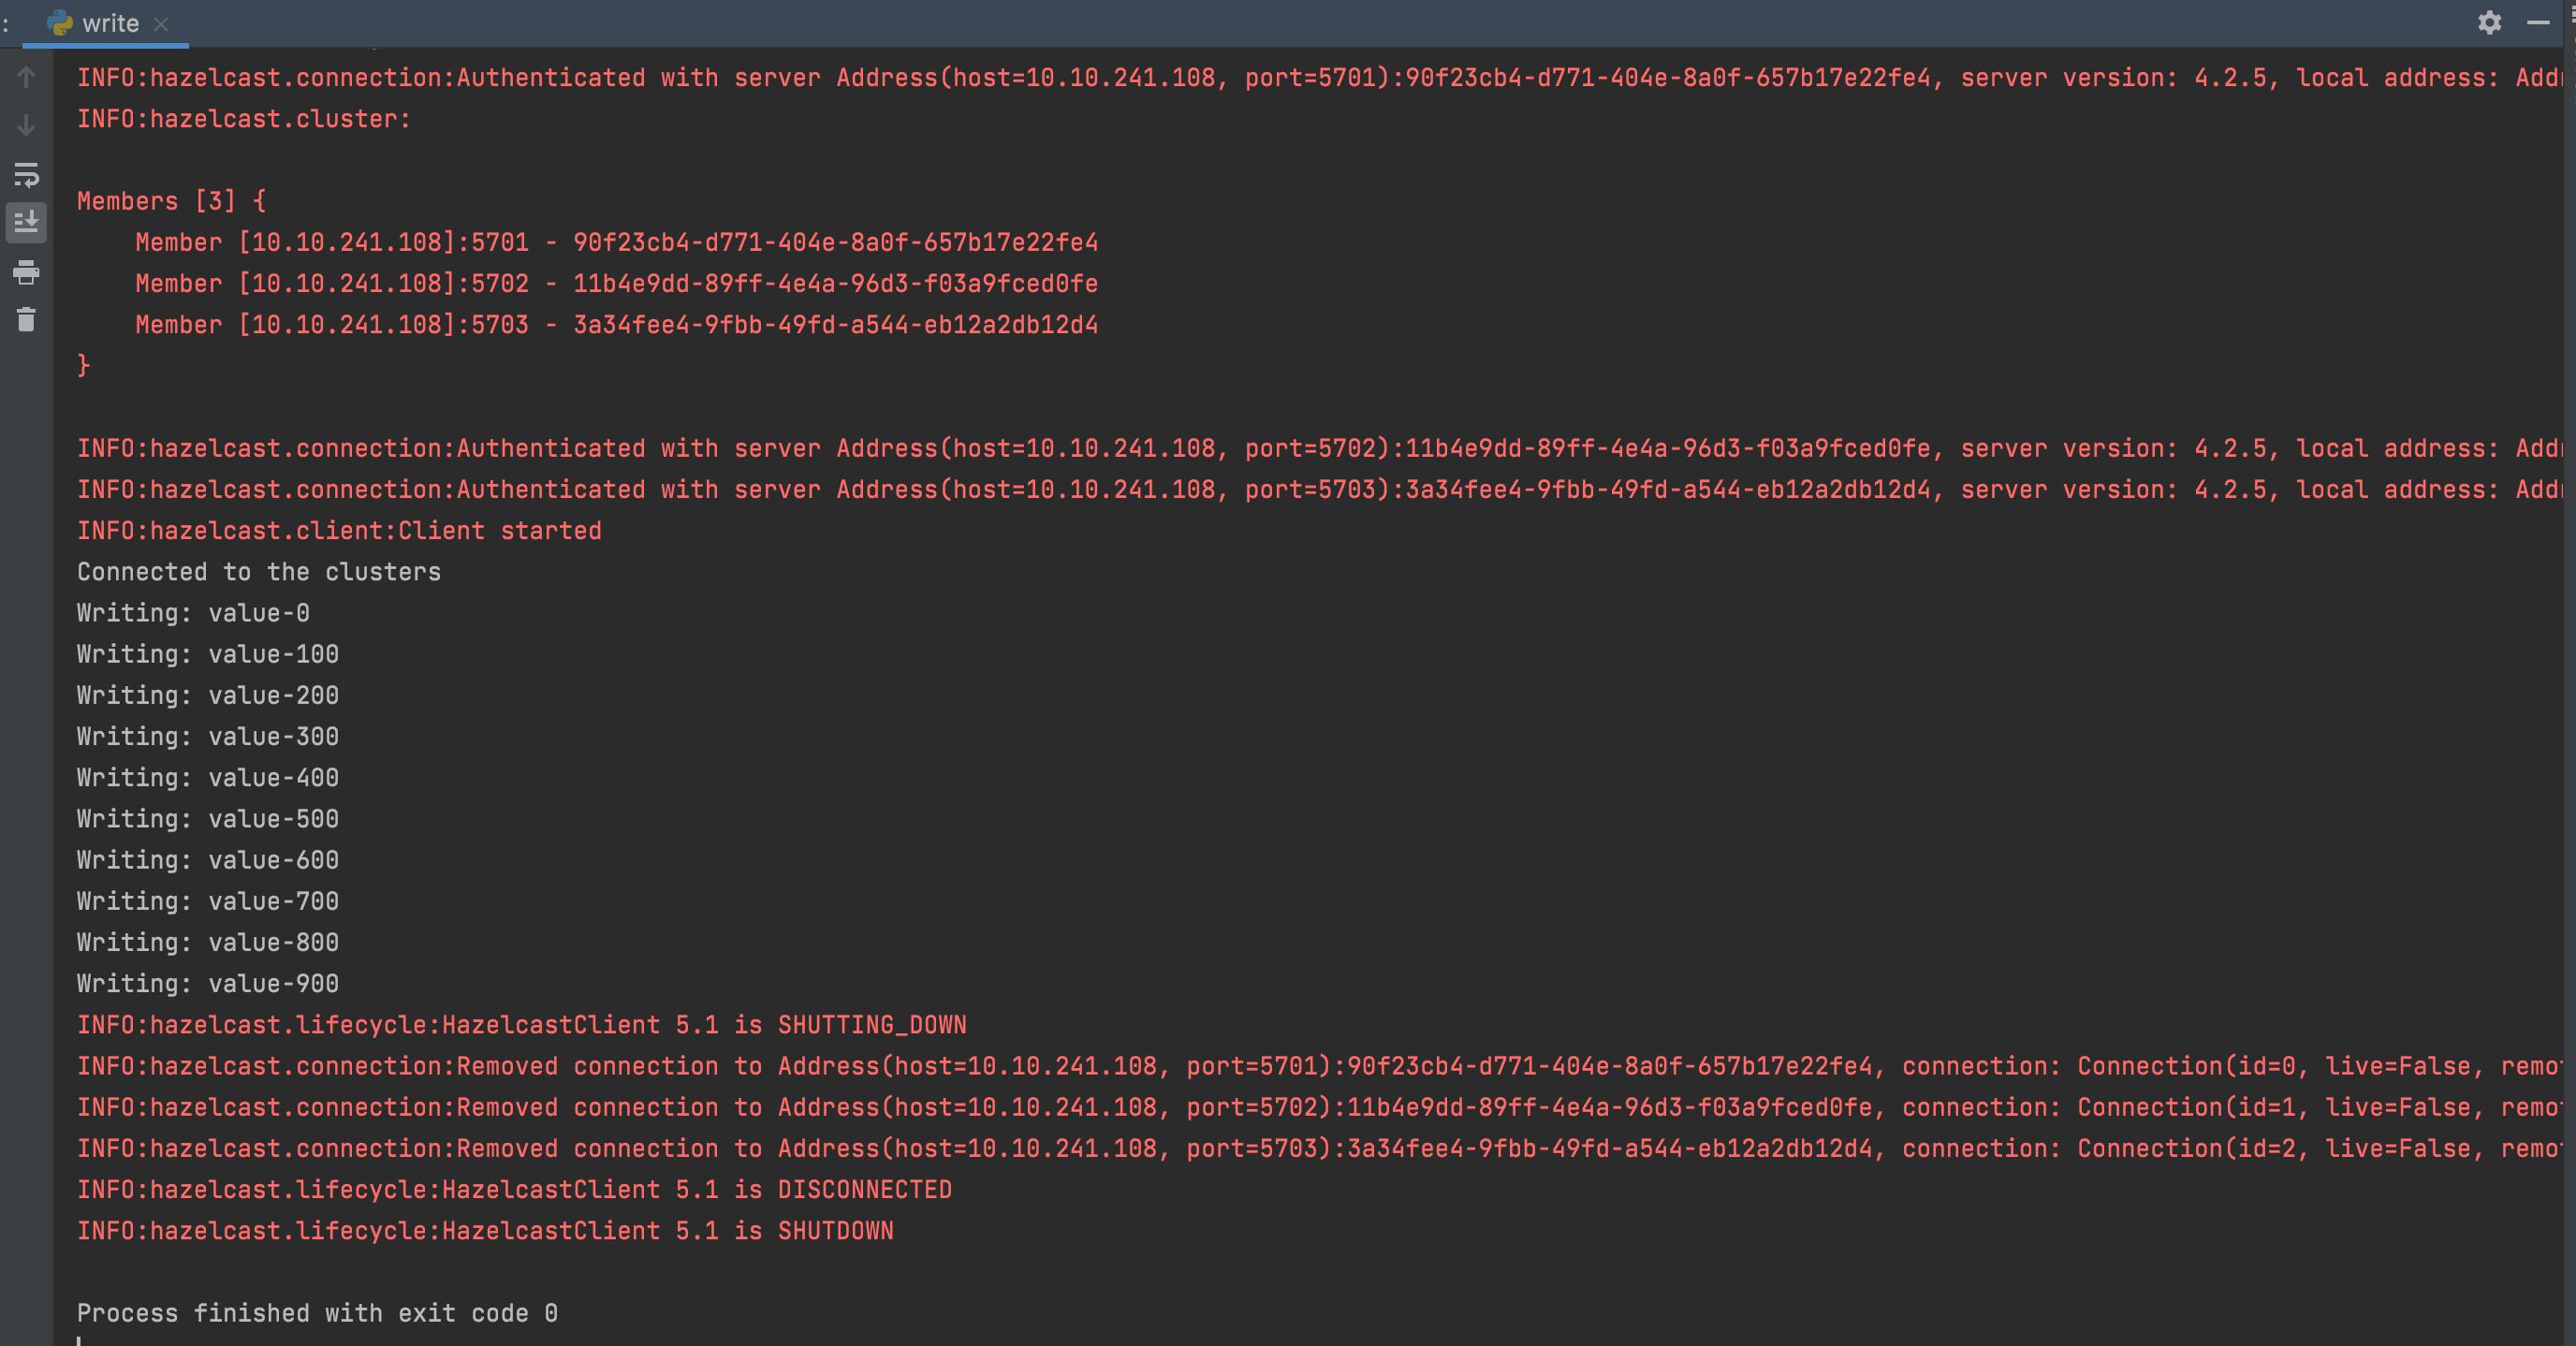 write
INFO:hazelcast.connection:Authenticated with server Address(host=10.10.241.108, port=5701):90f23cb4-d771-404e-8a0f-657b17e22fe4, server version: 4.2.5, local address:
INFO:hazelcast.cluster:
Members [3] {
    Member [10.10.241.108]:5701 - 90f23cb4-d771-404e-8a0f-657b17e22fe4
    Member [10.10.241.108]:5702 - 11b4e9dd-89ff-4e4a-96d3-f03a9fced0fe
    Member [10.10.241.108]:5703 - 3a34fee4-9fbb-49fd-a544-eb12a2db12d4
}
INFO:hazelcast.connection:Authenticated with server Address(host=10.10.241.108, port=5702):11b4e9dd-89ff-4e4a-96d3-f03a9fced0fe, server version: 4.2.5, local address:
INFO:hazelcast.connection:Authenticated with server Address(host=10.10.241.108, port=5703):3a34fee4-9fbb-49fd-a544-eb12a2db12d4, server version: 4.2.5, local address:
INFO:hazelcast.client:Client started
Connected to the clusters
Writing: value-0
Writing: value-100
Writing: value-200
Writing: value-300
Writing: value-400
Writing: value-500
Writing: value-600
Writing: value-700
Writing: value-800
Writing: value-900
INFO:hazelcast.lifecycle:HazelcastClient 5.1 is SHUTTING_DOWN
INFO:hazelcast.connection:Removed connection to Address(host=10.10.241.108, port=5701):90f23cb4-d771-404e-8a0f-657b17e22fe4, connection: Connection(id=0, live=False,
INFO:hazelcast.connection:Removed connection to Address(host=10.10.241.108, port=5702):11b4e9dd-89ff-4e4a-96d3-f03a9fced0fe, connection: Connection(id=1, live=False,
INFO:hazelcast.connection:Removed connection to Address(host=10.10.241.108, port=5703):3a34fee4-9fbb-49fd-a544-eb12a2db12d4, connection: Connection(id=2, live=False,
INFO:hazelcast.lifecycle:HazelcastClient 5.1 is DISCONNECTED
INFO:hazelcast.lifecycle:HazelcastClient 5.1 is SHUTDOWN
Process finished with exit code 0